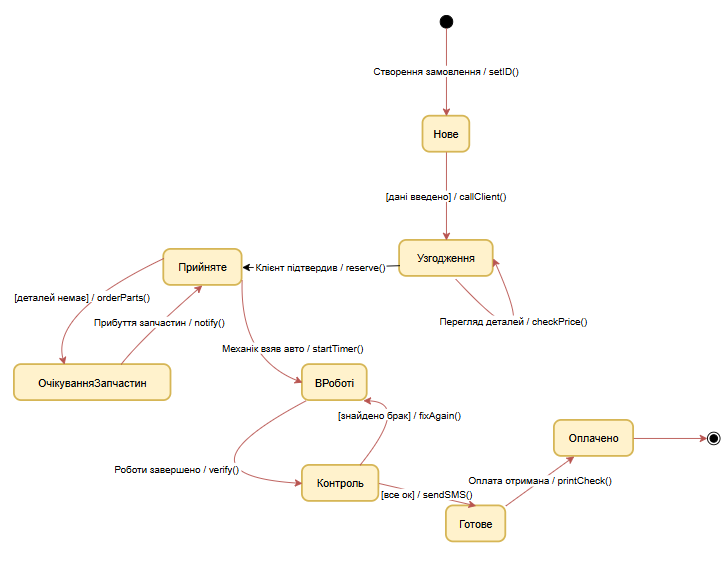 Створення замовлення / setID()
Нове
[дані введено] / callClient()
Узгодження
Прийняте
Клієнт підтвердив / reserve()
[деталей немає] / orderParts()
Прибуття запчастин / notify()
Перегляд деталей / checkPrice()
Механік взяв авто / startTimer()
ОчікуванняЗапчастин
ВРоботі
[знайдено брак] / fixAgain()
Оплачено
Роботи завершено / verify()
Контроль
Оплата отримана / printCheck()
[все ок] / sendSMS()
Готове